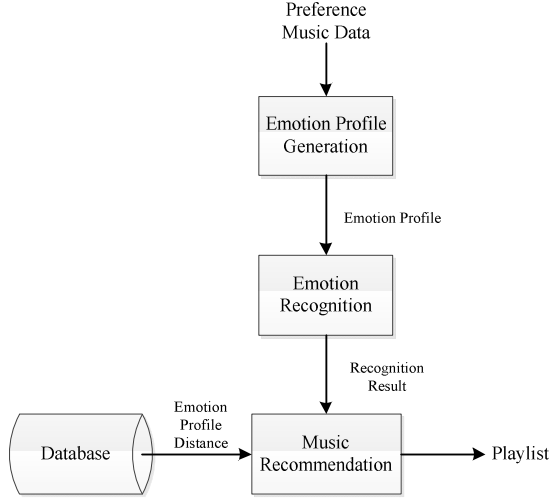 Preference
Music Data
Emotion Profile
Generation
Emotion Profile
Emotion
Recognition
Recognition
Result
Emotion
Profile
Distance
Database
Music
Recommendation
Playlist